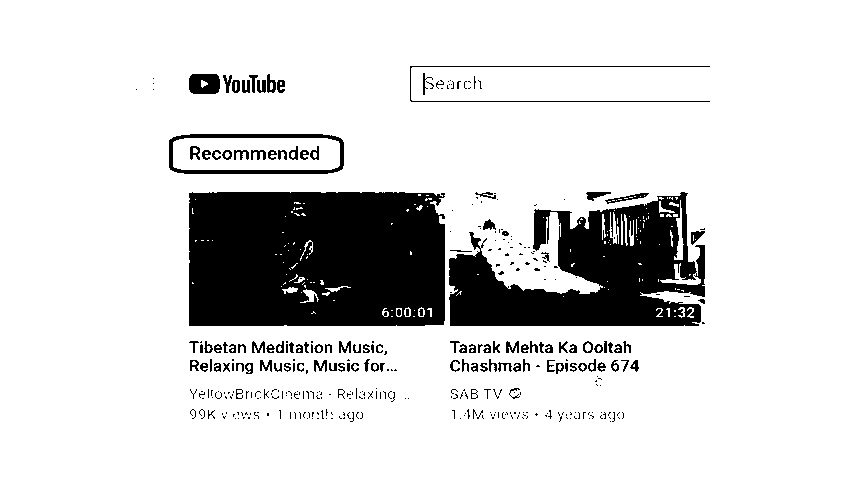 YouTube
Search
Recommended
6:00:01
21:32
Tibetan Meditation Music,
Relaxing Music, Music for...
Taarak Mehta Ka Ooltah
Chashmah - Episode 674
YellowBrickCinema - Relaxing ...
99K views • 1 month ago
SAB TV
1.4M views • 4 years ago